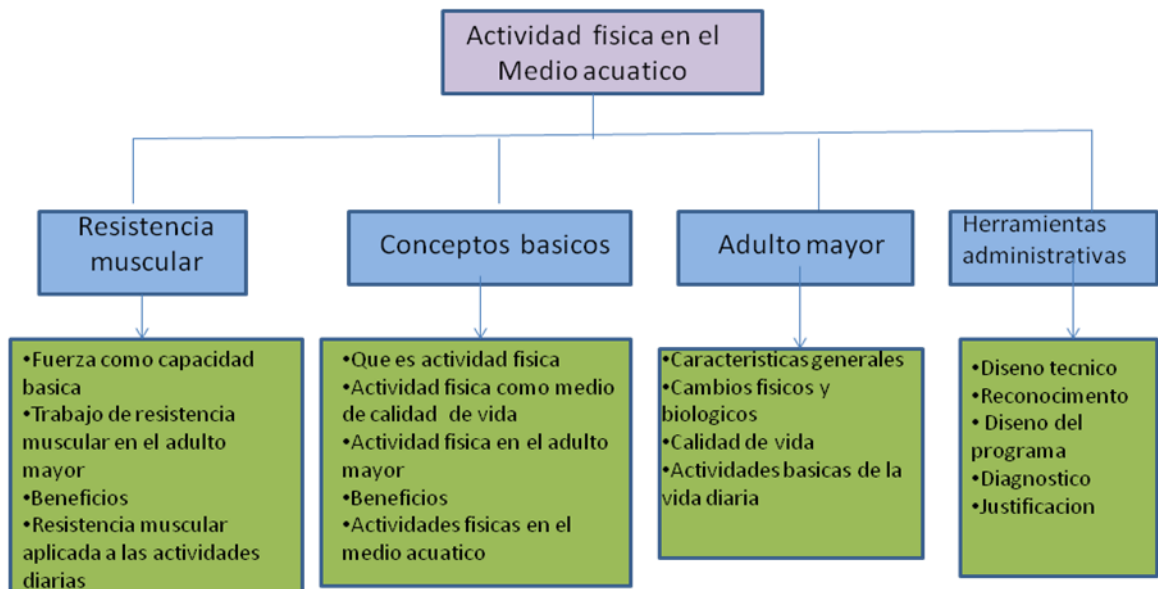 Actividad fisica en el
Medio acuatico
Resistencia
muscular
Conceptos basicos
Adulto mayor
Herramientas
administrativas
•Fuerza como capacidad
basica
•Trabajo de resistencia
muscular en el adulto
mayor
•Beneficios
•Resistencia muscular
aplicada a las actividades
diarias
•Que es actividad fisica
•Actividad fisica como medio
de calidad de vida
•Actividad fisica en el adulto
mayor
•Beneficios
•Actividades fisicas en el
medio acuatico
•Caracteristicas generales
•Cambios fisicos y
biologicos
•Calidad de vida
•Actividades basicas de la
vida diaria
•Diseno tecnico
•Reconocimento
• Diseno del
programa
•Diagnostico
•Justificacion